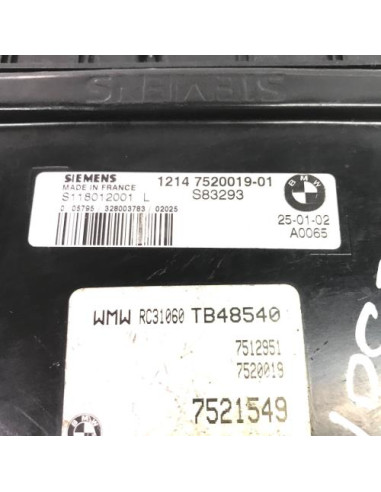 SIEMENS
SIEMENS 1214 7520019-01
MADE IN FRANCE S83293
S118012001 L
0 05795 / 328003783 / 02025
BMW
25-01-02
A0065
WMW RC31060 TB48540
7512951
7520019
7521549